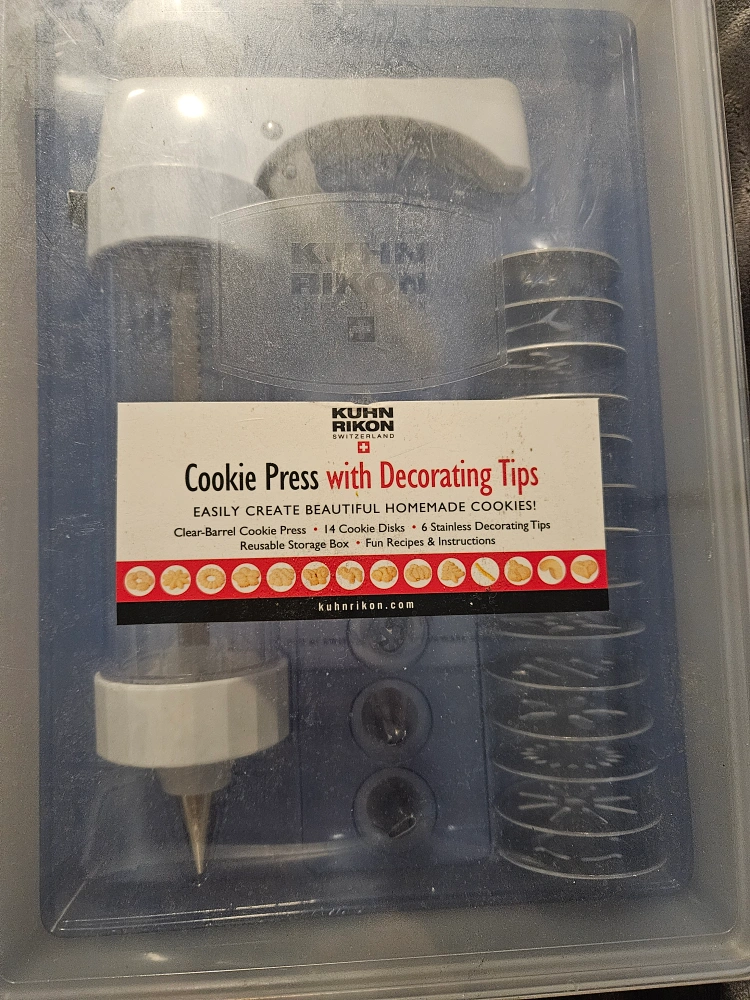 KUHN
RIKON
KUHN
RIKON
SWITZERLAND
Cookie Press with Decorating Tips
EASILY CREATE BEAUTIFUL HOMEMADE COOKIES!
Clear-Barrel Cookie Press • 14 Cookie Disks • 6 Stainless Decorating Tips
Reusable Storage Box • Fun Recipes & Instructions
kuhnrikon.com